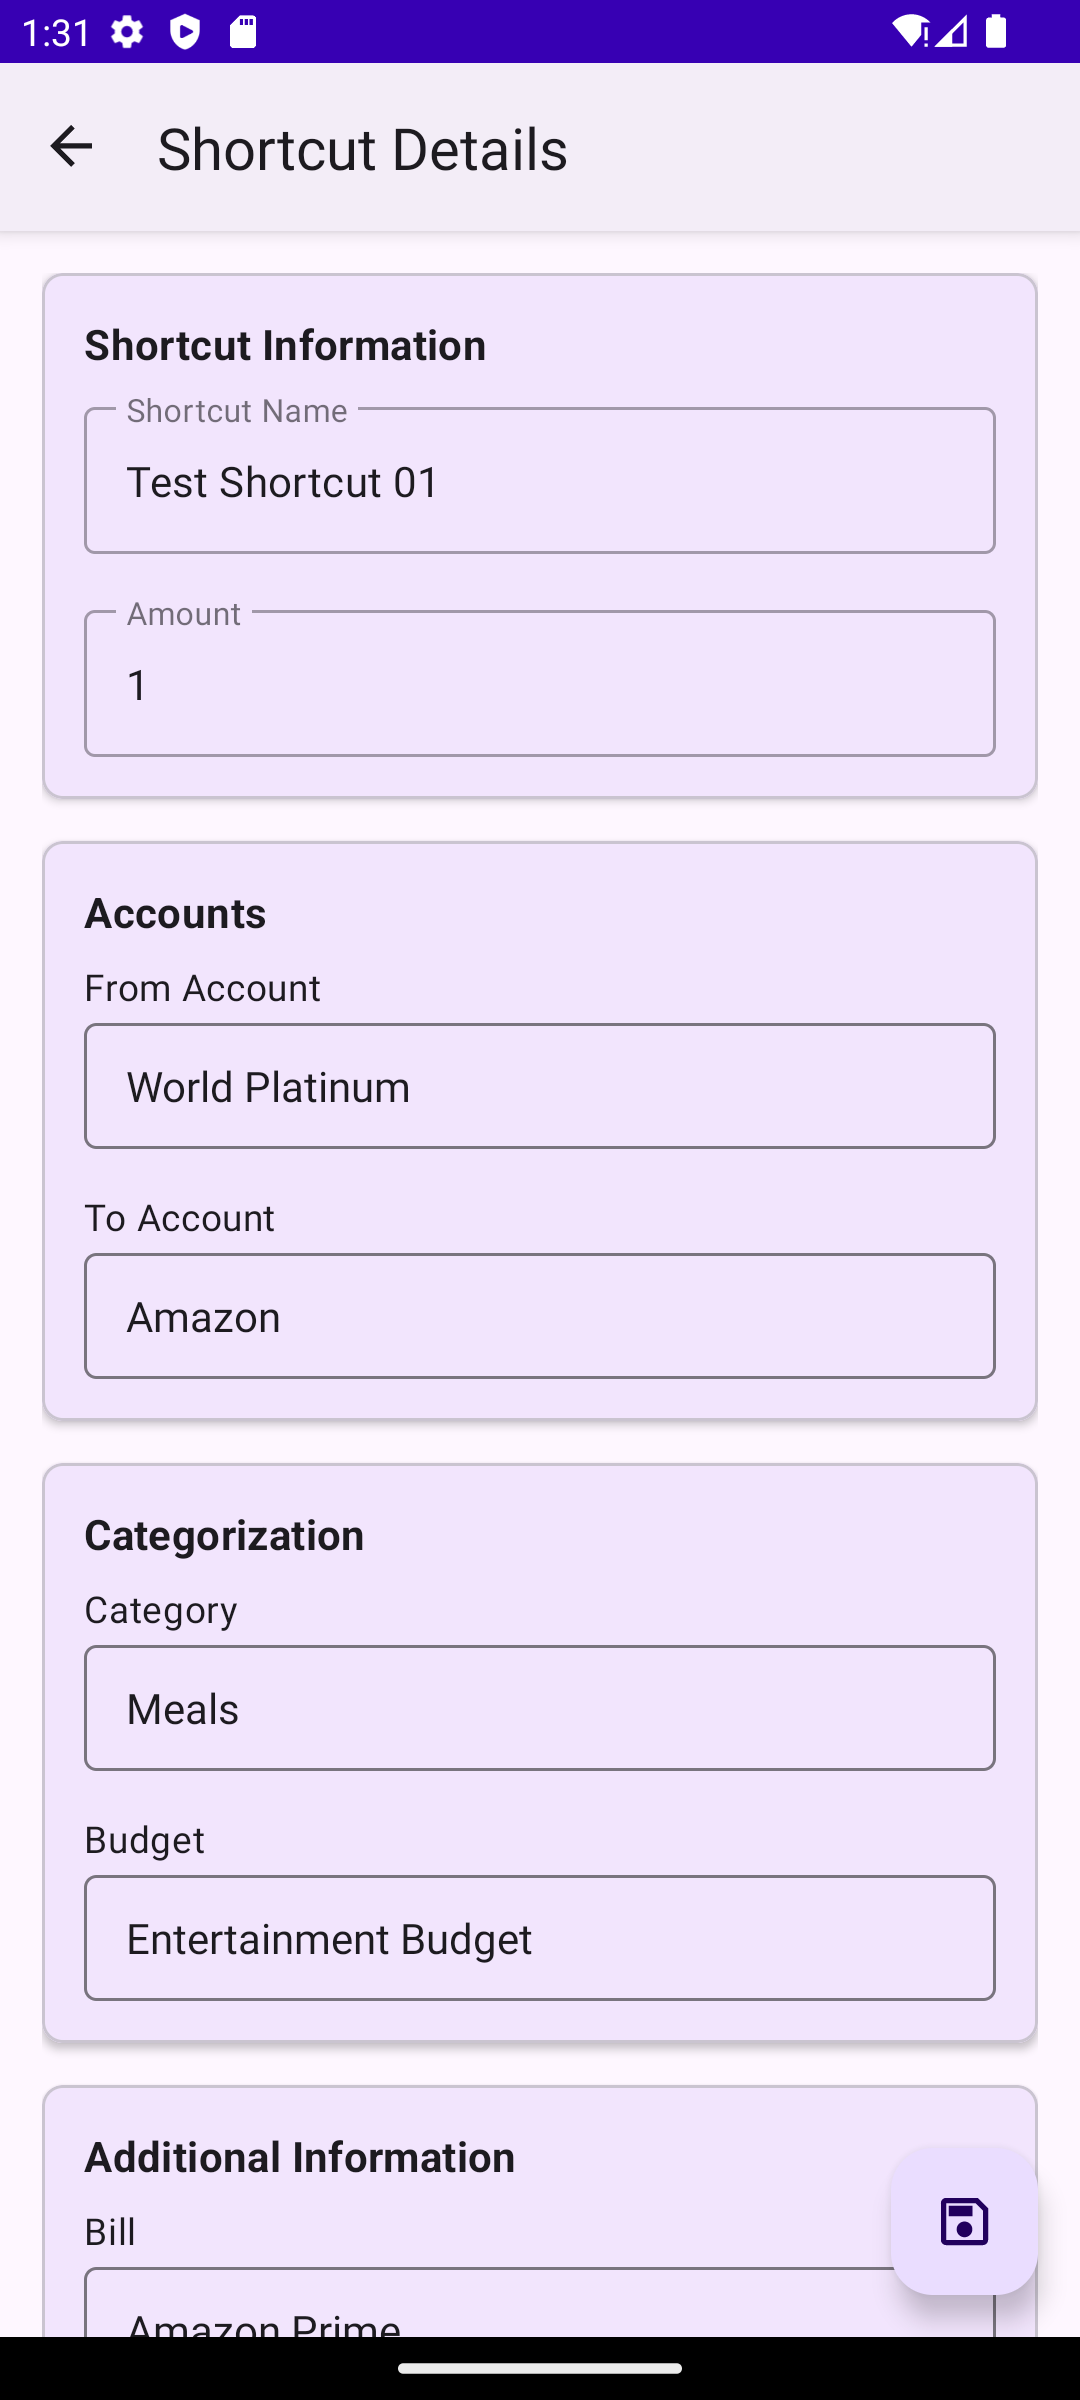 1:31
Shortcut Details
Shortcut Information
Shortcut Name
Test Shortcut 01
Amount
1
Accounts
From Account
World Platinum
To Account
Amazon
Categorization
Category
Meals
Budget
Entertainment Budget
Additional Information
Bill
Amazon Prime